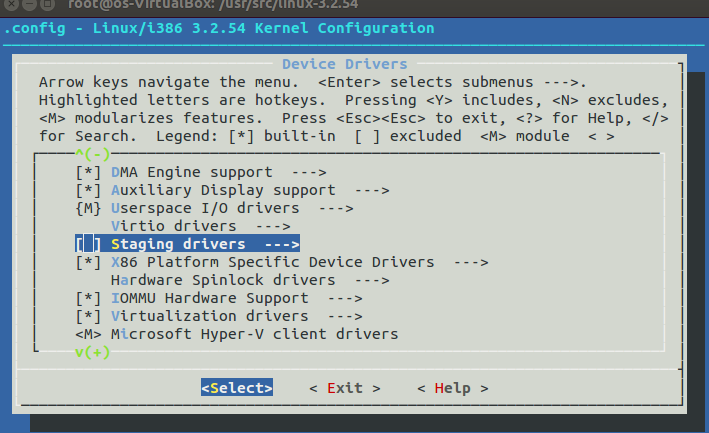 root@os-VirtualBox: /usr/src/linux-3.2.54
.config - Linux/i386 3.2.54 Kernel Configuration
Device Drivers
Arrow keys navigate the menu.  <Enter> selects submenus --->.
Highlighted letters are hotkeys.  Pressing <Y> includes, <N> excludes,
<M> modularizes features.  Press <Esc><Esc> to exit, <?> for Help, </>
for Search.  Legend: [*] built-in  [ ] excluded  <M> module  < >
^(-)
[*] DMA Engine support  --->
[*] Auxiliary Display support  --->
{M} Userspace I/O drivers  --->
Virtio drivers  --->
[ ] Staging drivers  --->
[*] X86 Platform Specific Device Drivers  --->
Hardware Spinlock drivers  --->
[*] IOMMU Hardware Support  --->
[*] Virtualization drivers  --->
<M> Microsoft Hyper-V client drivers
v(+)
<Select>    < Exit >    < Help >